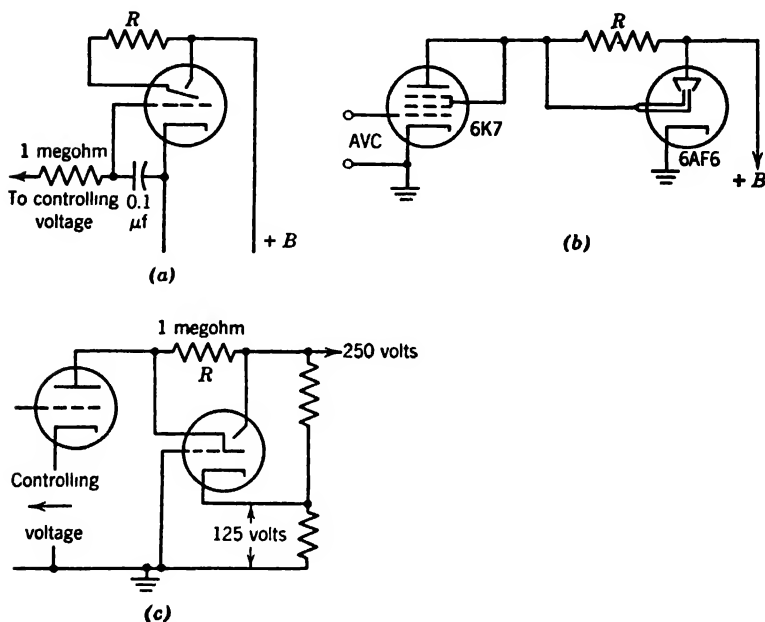 R
1 megohm
To controlling
voltage
0.1
μf
+ B
(a)
R
AVC
6K7
6AF6
+ B
(b)
1 megohm
R
250 volts
Controlling
voltage
125 volts
(c)